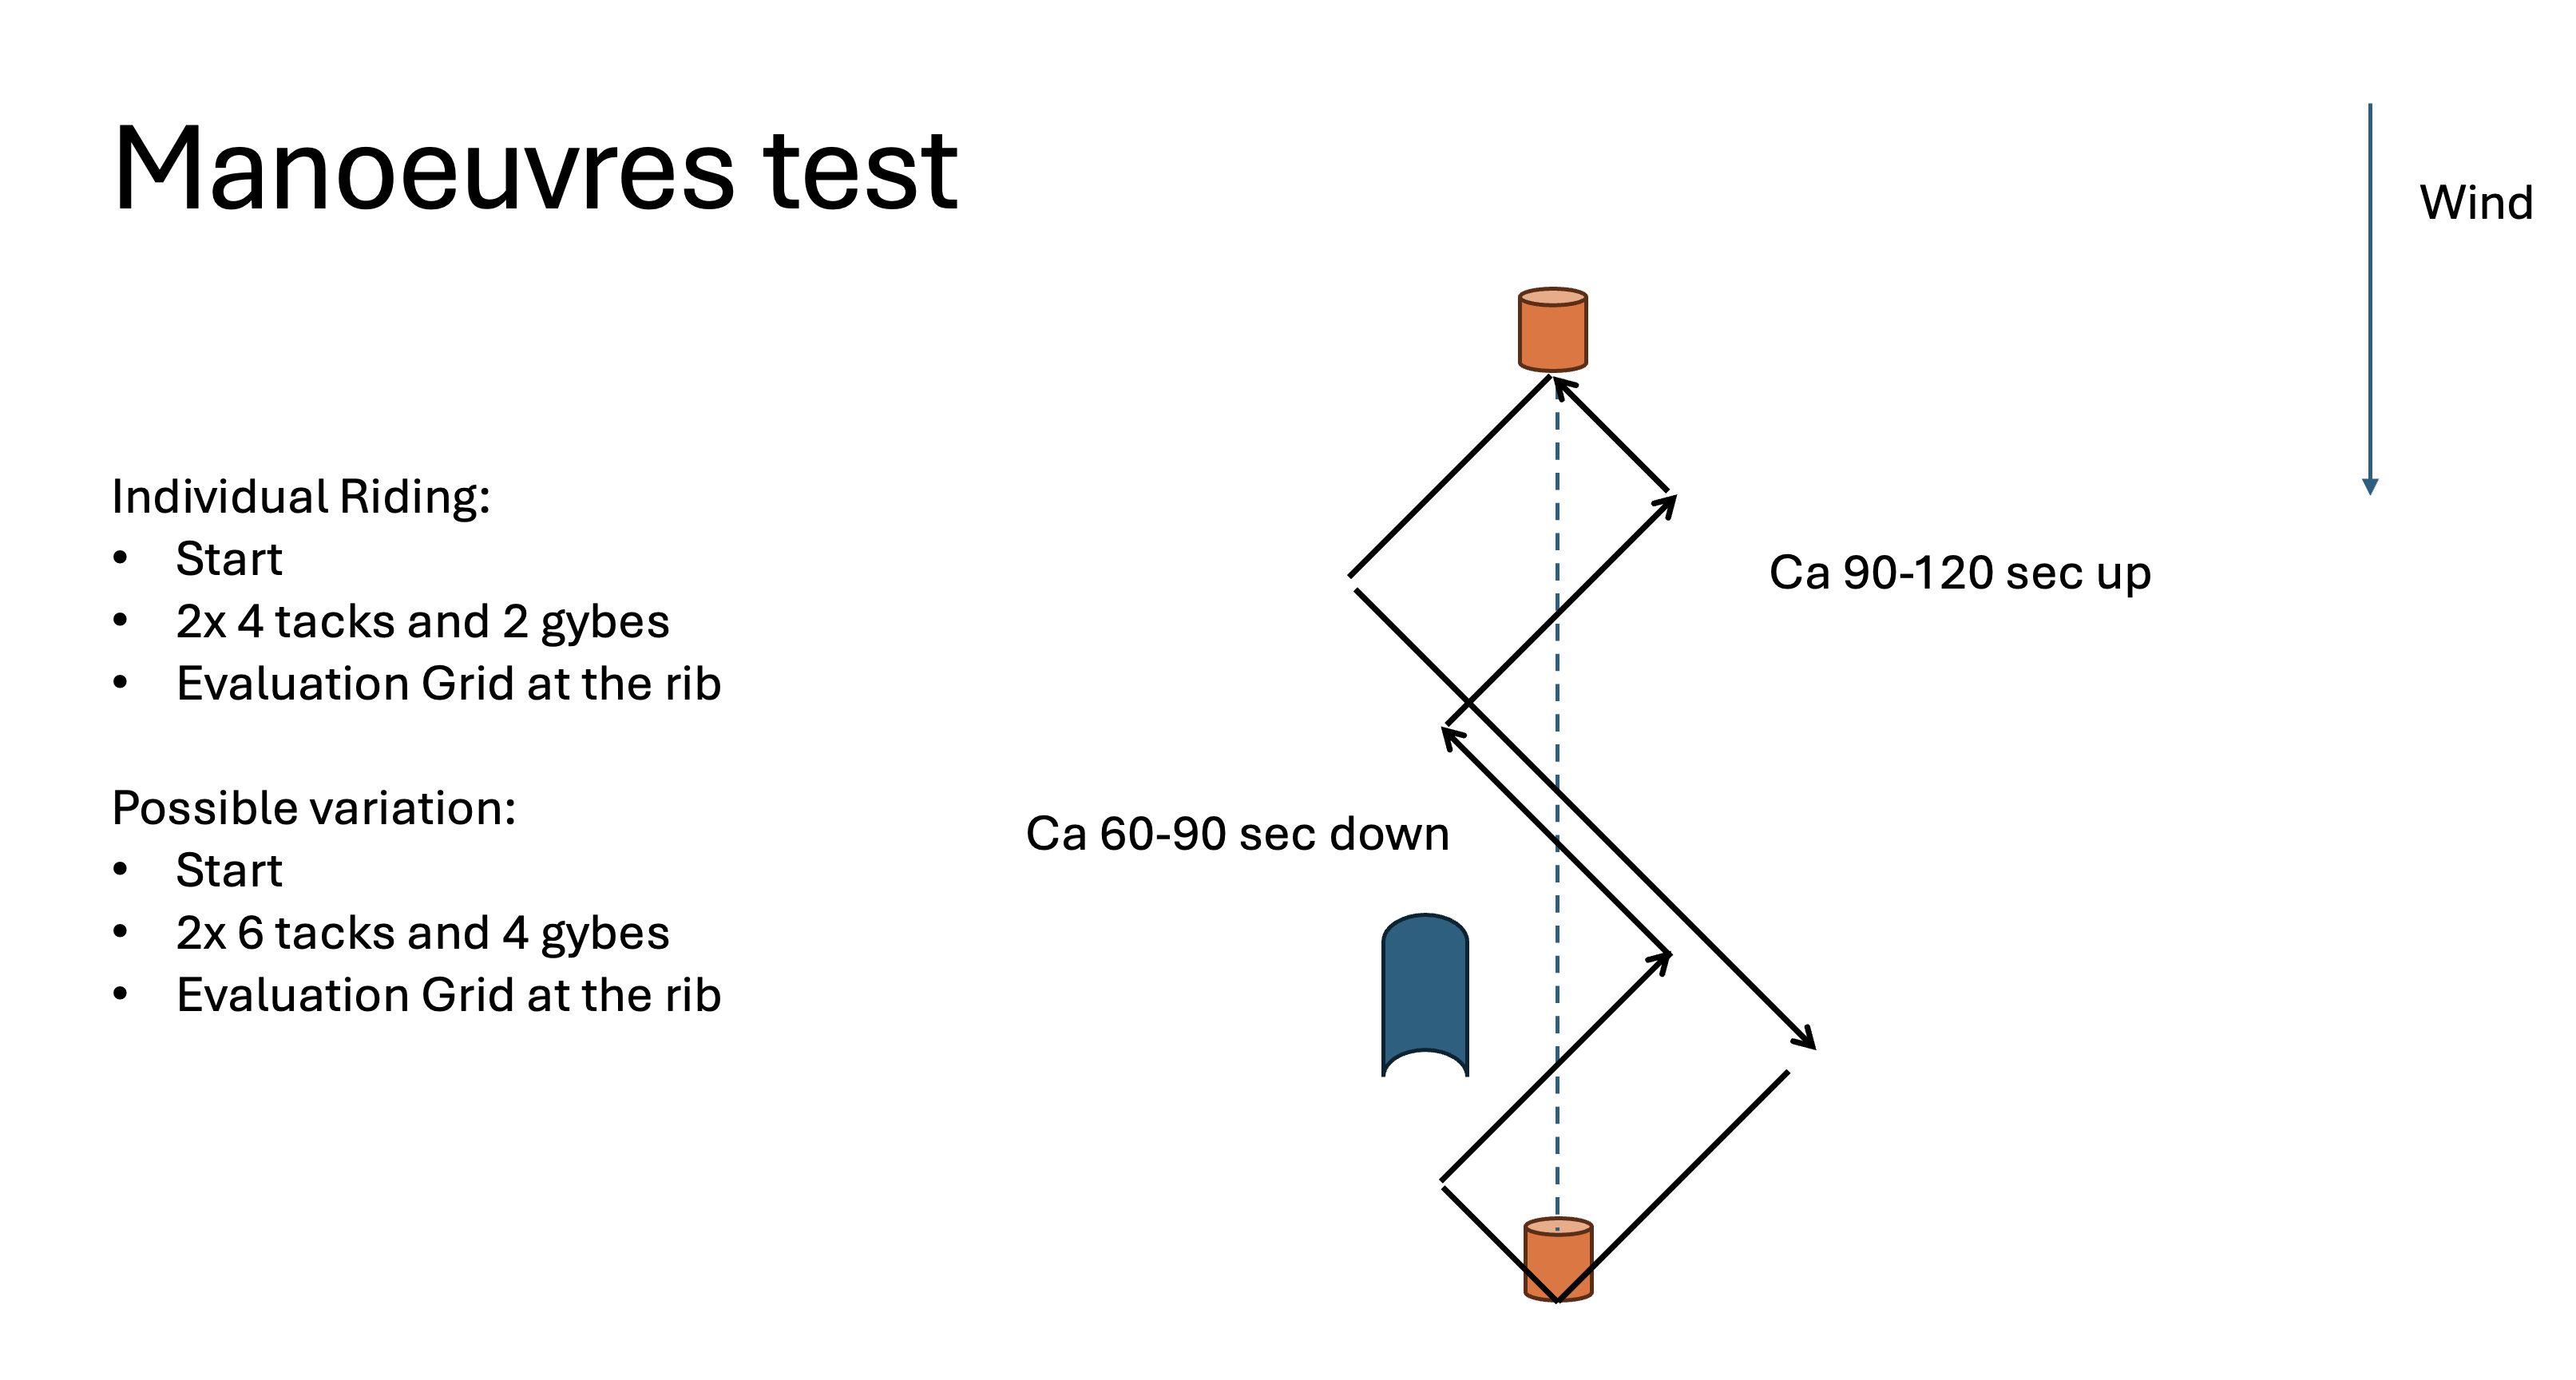 Manoeuvres test
Wind
Individual Riding:
• Start
• 2x 4 tacks and 2 gybes
• Evaluation Grid at the rib
Possible variation:
• Start
• 2x 6 tacks and 4 gybes
• Evaluation Grid at the rib
Ca 90-120 sec up
Ca 60-90 sec down